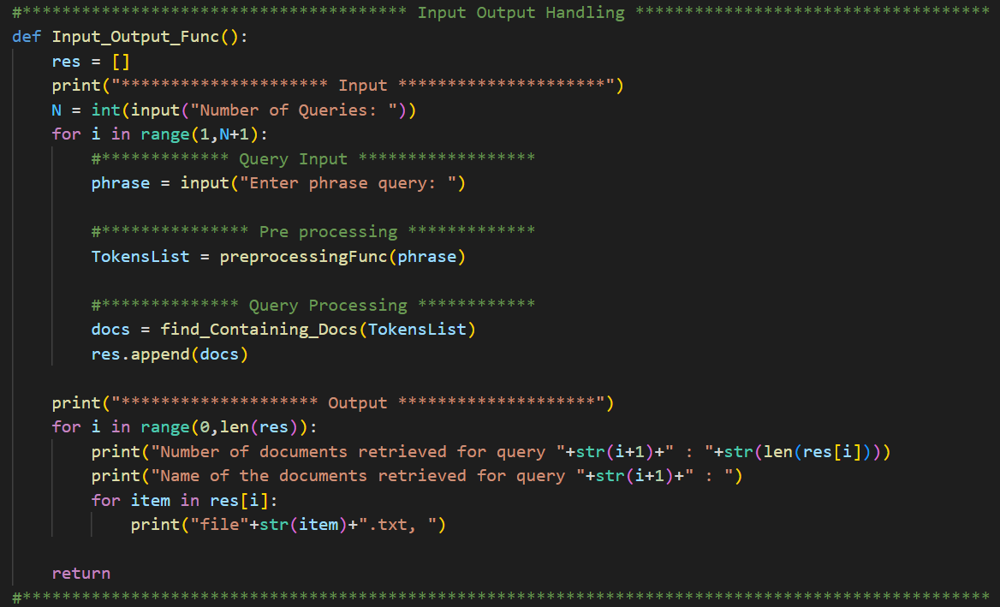 #*************************************** Input Output Handling ************************************
def Input_Output_Func():
    res = []
    print("********************* Input *********************")
    N = int(input("Number of Queries: "))
    for i in range(1,N+1):
        #************* Query Input ******************
        phrase = input("Enter phrase query: ")
        #*************** Pre processing *************
        TokensList = preprocessingFunc(phrase)
        #************** Query Processing ************
        docs = find_Containing_Docs(TokensList)
        res.append(docs)
    print("******************** Output ********************")
    for i in range(0,len(res)):
        print("Number of documents retrieved for query "+str(i+1)+" : "+str(len(res[i])))
        print("Name of the documents retrieved for query "+str(i+1)+" : ")
        for item in res[i]:
            print("file"+str(item)+".txt, ")
    return
#**************************************************************************************************